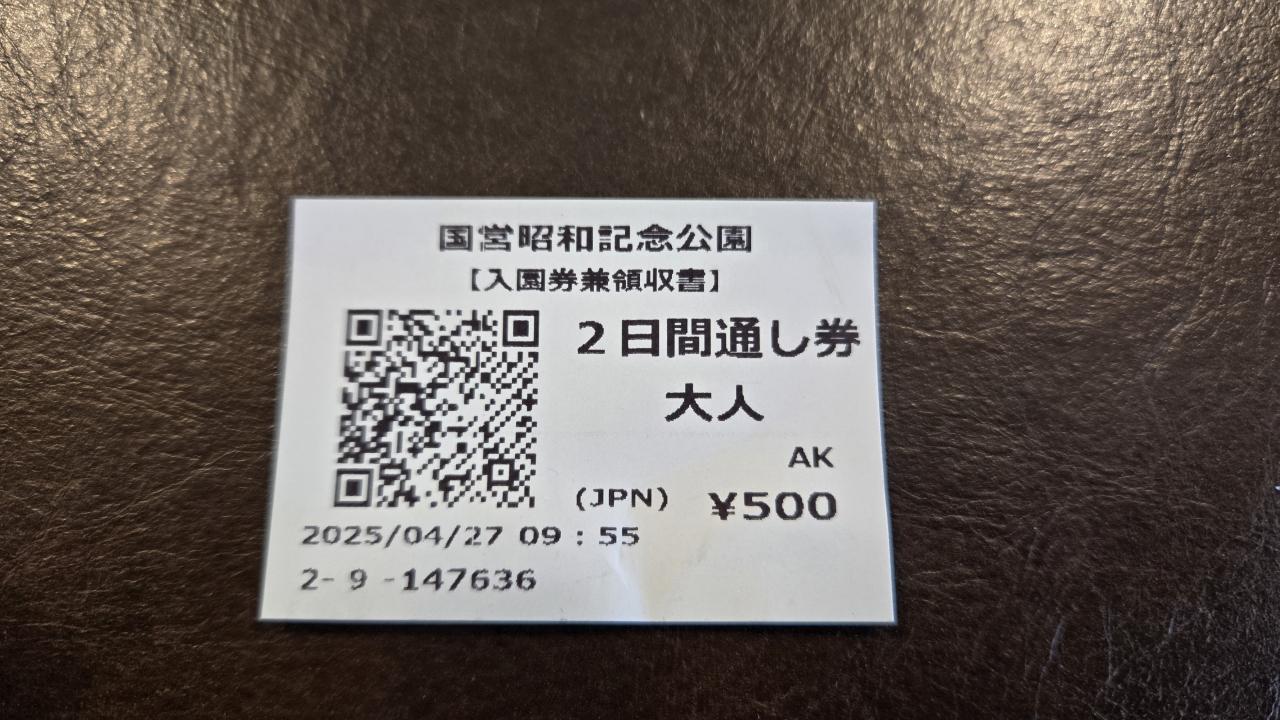 国営昭和記念公園
【入園券兼領収書】
２日間通し券
大人
AK
(JPN) ¥500
2025/04/27 09：55
2- 9 -147636